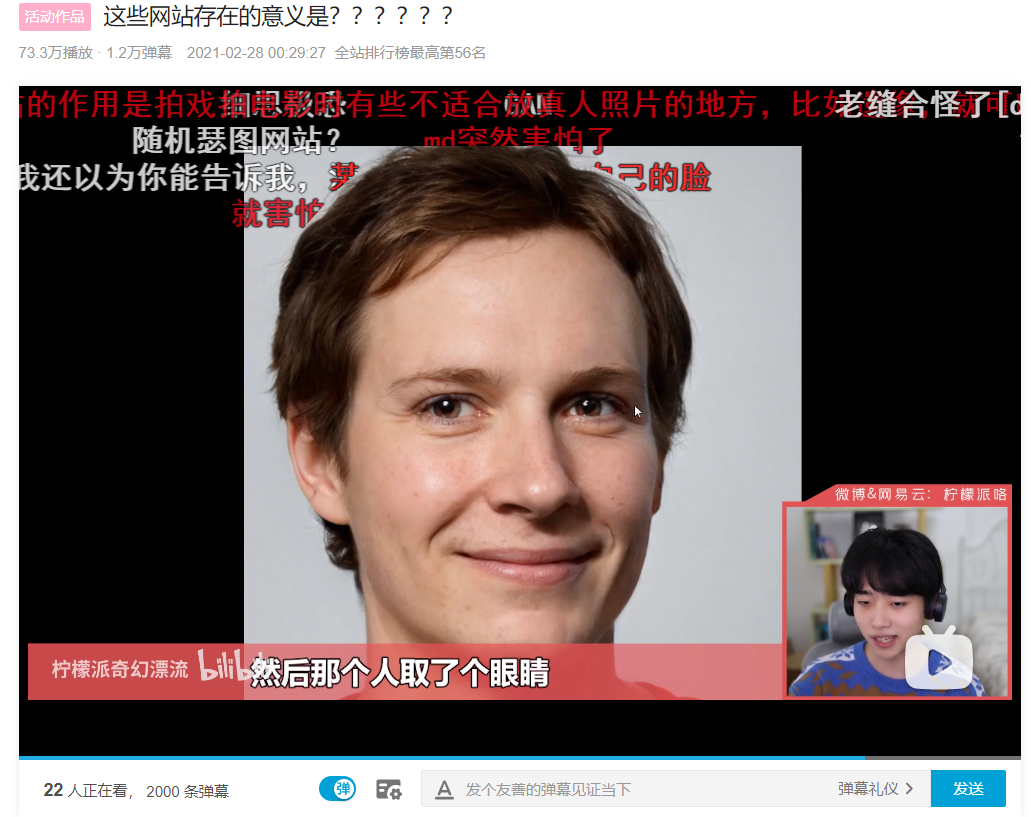 活动作品 这些网站存在的意义是？？？？？？
73.3万播放 · 1.2万弹幕 2021-02-28 00:29:27 全站排行榜最高第56名
的作用是拍戏 有些不适合放真人照片的地方，比
老缝合怪了[d
随机瑟图网站？ md突然害怕了
我还以为你能告诉我， 自己的脸
就害怕
微博&网易云：柠檬派咯
柠檬派奇幻漂流 bilibili
然后那个人取了个眼睛
22 人正在看， 2000 条弹幕
弹
A 发个友善的弹幕见证当下 弹幕礼仪 > 发送